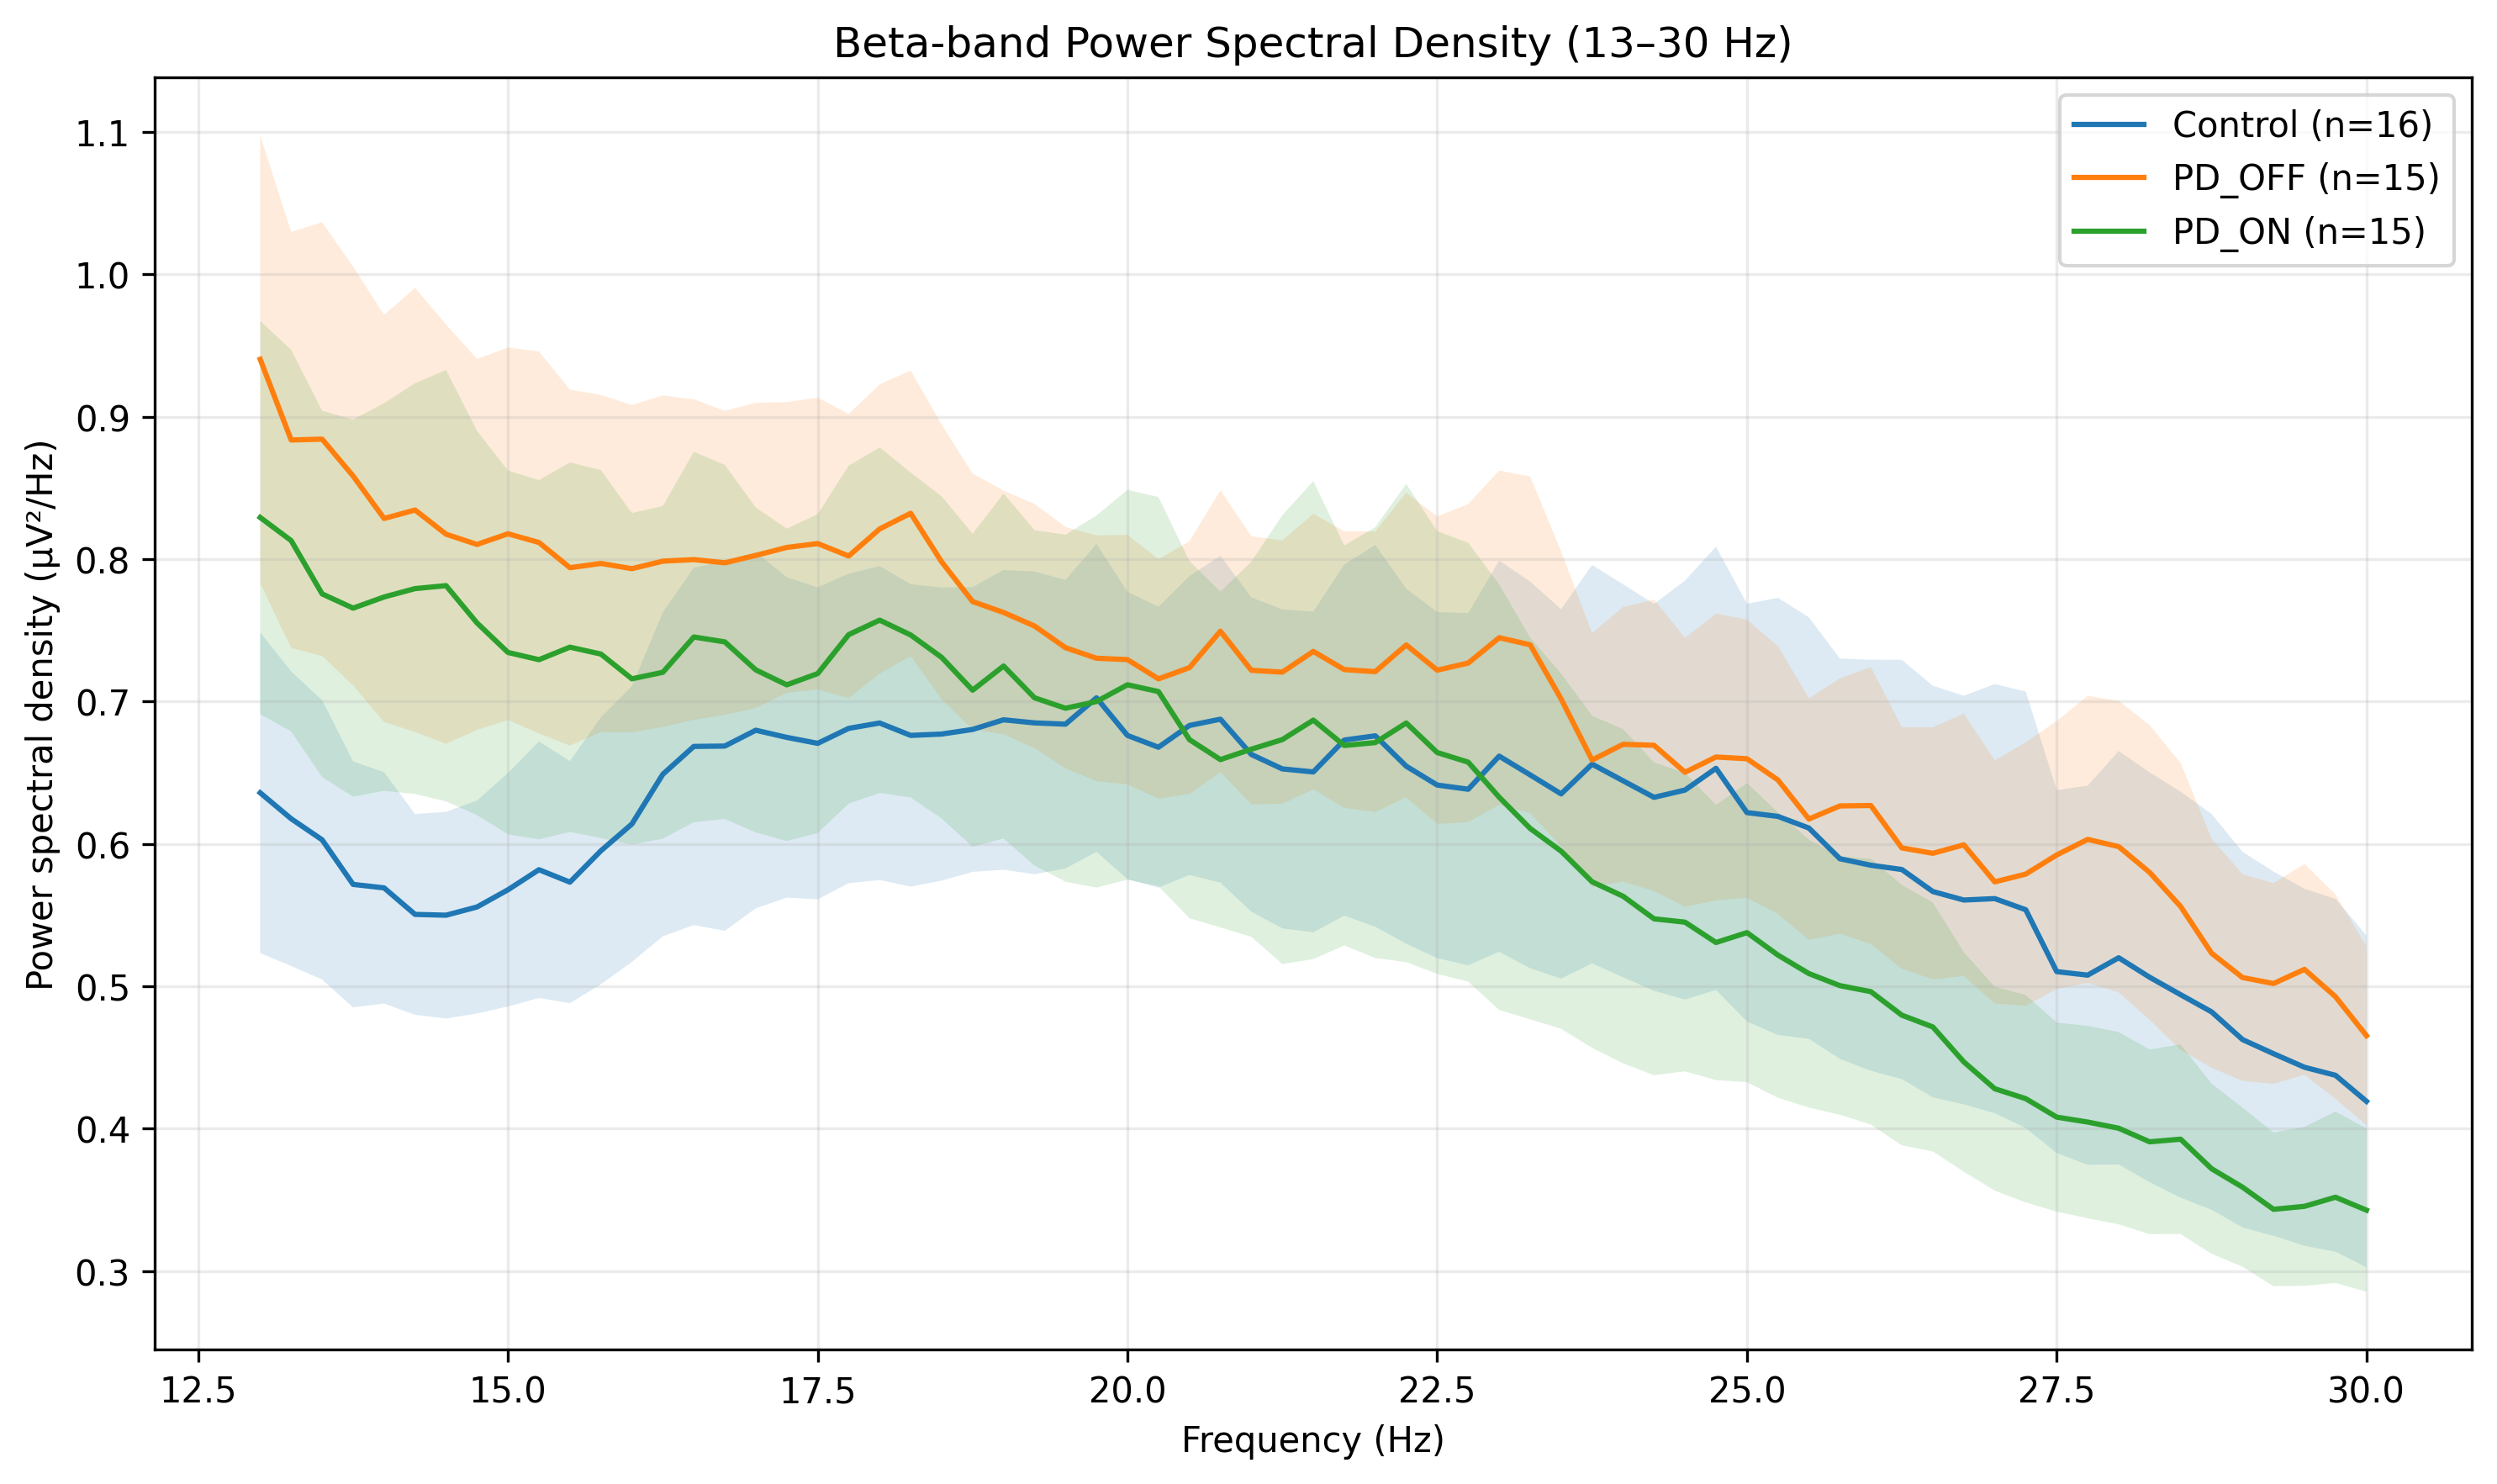 Beta-band Power Spectral Density (13–30 Hz)
Control (n=16)
PD_OFF (n=15)
PD_ON (n=15)
Power spectral density (µV²/Hz)
1.1
1.0
0.9
0.8
0.7
0.6
0.5
0.4
0.3
12.5 15.0 17.5 20.0 22.5 25.0 27.5 30.0
Frequency (Hz)